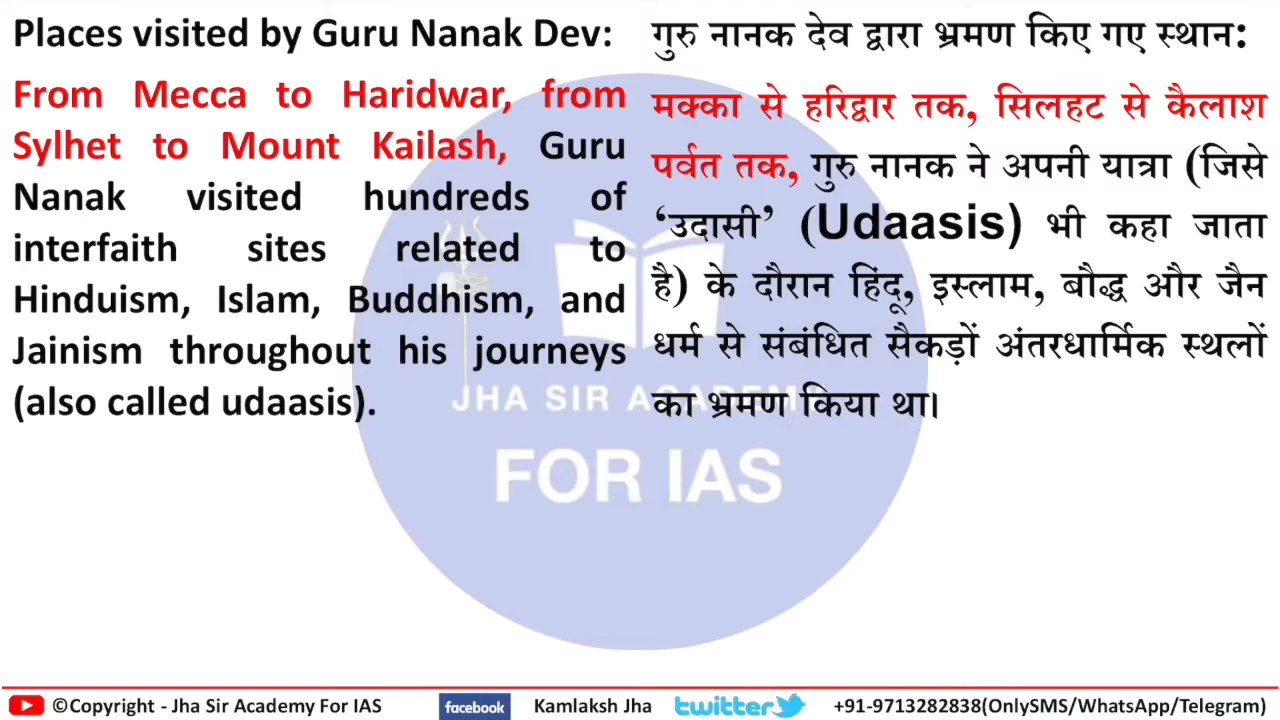 Places visited by Guru Nanak Dev:
From Mecca to Haridwar, from
Sylhet to Mount Kailash, Guru
Nanak visited hundreds of
interfaith sites related to
Hinduism, Islam, Buddhism, and
Jainism throughout his journeys
(also called udaasis).
गुरु नानक देव द्वारा भ्रमण किए गए स्थान:
मक्का से हरिद्वार तक, सिलहट से कैलाश
पर्वत तक, गुरु नानक ने अपनी यात्रा (जिसे
‘उदासी’ (Udaasis) भी कहा जाता
है) के दौरान हिंदू, इस्लाम, बौद्ध और जैन
धर्म से संबंधित सैकड़ों अंतरधार्मिक स्थलों
का भ्रमण किया था।
JHA SIR ACADEMY
FOR IAS
©Copyright - Jha Sir Academy For IAS
facebook
Kamlaksh Jha
twitter
+91-9713282838(OnlySMS/WhatsApp/Telegram)